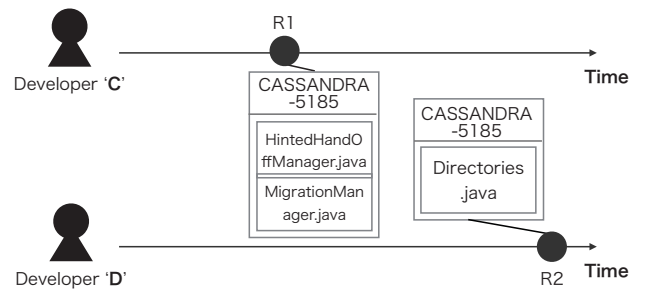 R1
Developer ‘C’
Time
CASSANDRA
-5185
HintedHandO
ffManager.java
MigrationMan
ager.java
CASSANDRA
-5185
Directories
.java
Developer ‘D’
R2
Time